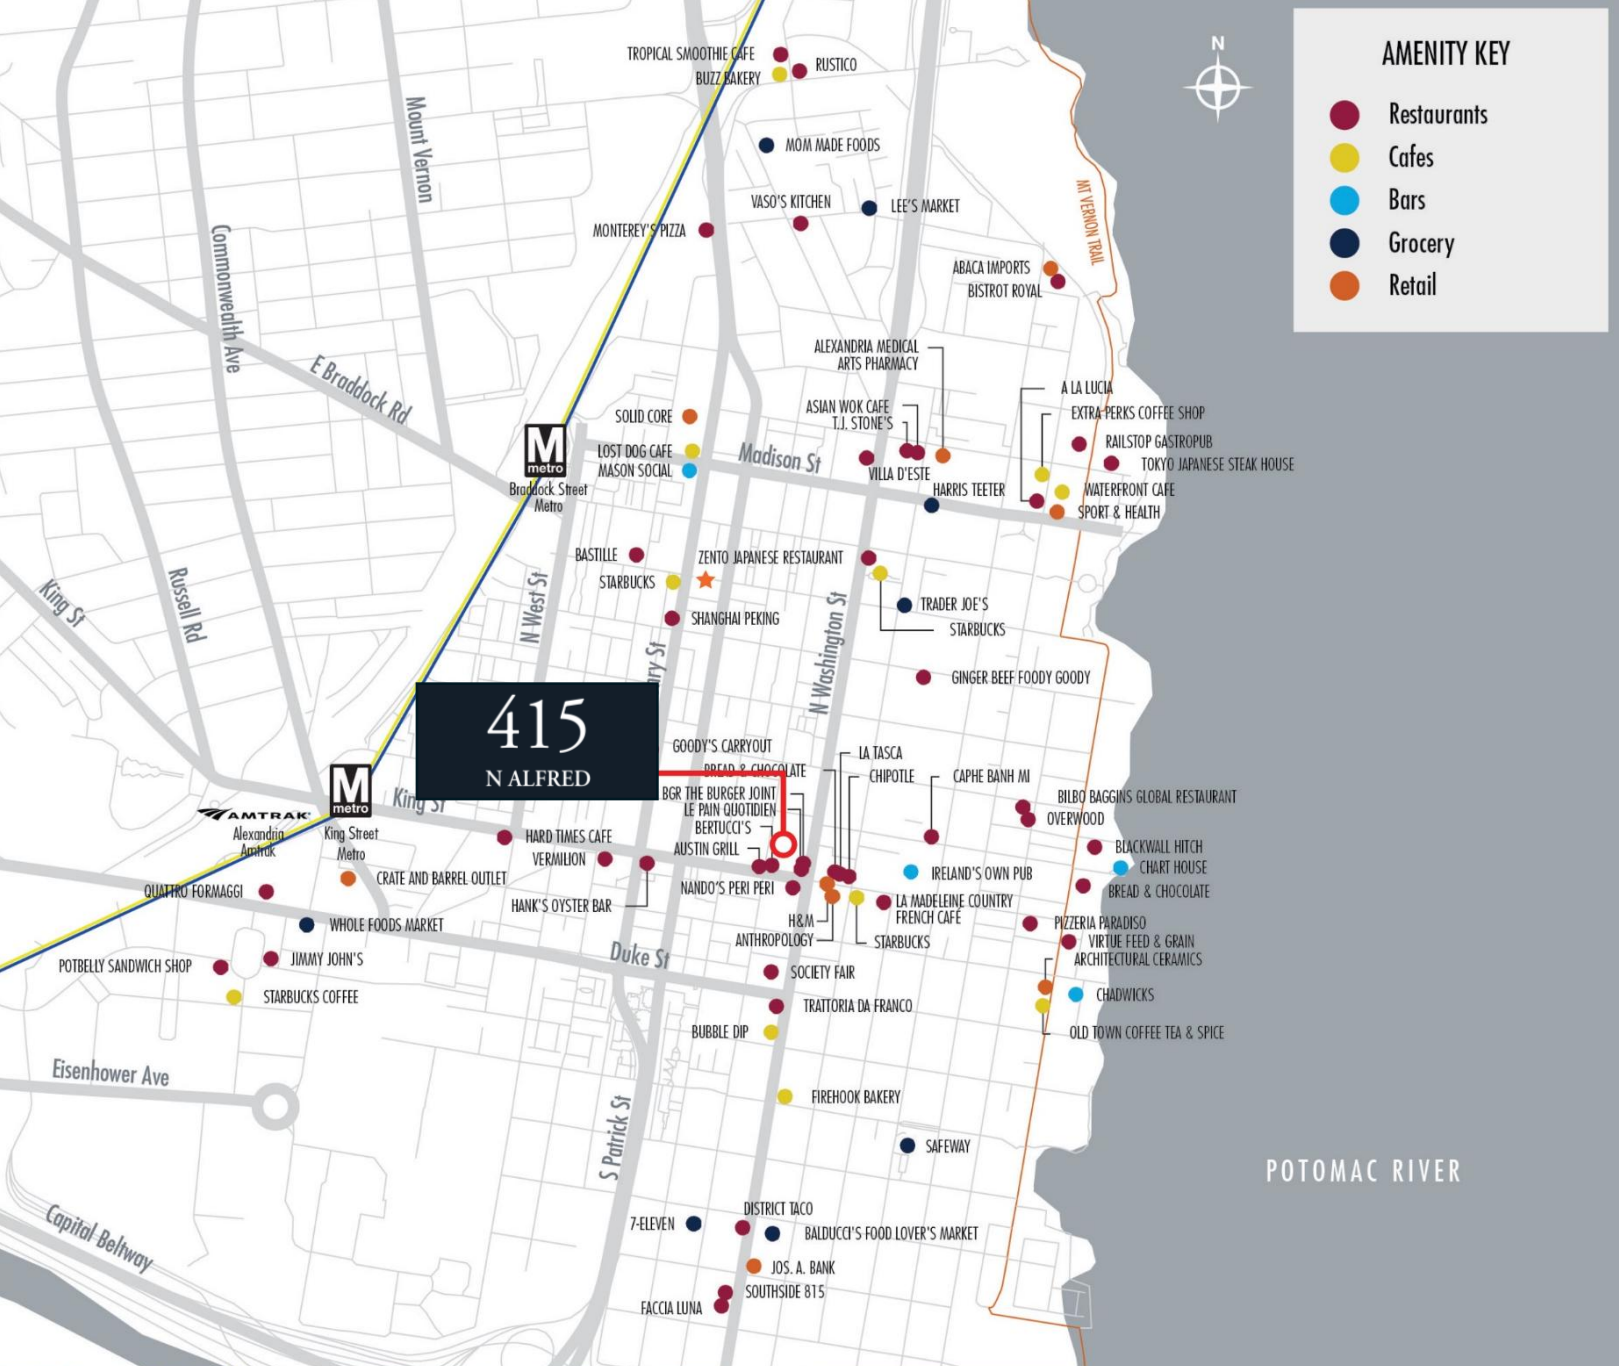 TROPICAL SMOOTHIE CAFE
BUZZ BAKERY
RUSTICO
N
AMENITY KEY
Restaurants
Cafes
Bars
Grocery
Retail
MOM MADE FOODS
Mount Vernon
VASO'S KITCHEN
LEE'S MARKET
MONTEREY'S PIZZA
MT VERNON TRAIL
Commonwealth Ave
ABACA IMPORTS
BISTROT ROYAL
E Braddock Rd
ALEXANDRIA MEDICAL
ARTS PHARMACY
A LA LUCIA
ASIAN WOK CAFE
T.J. STONE'S
EXTRA PERKS COFFEE SHOP
SOLID CORE
RAILSTOP GASTROPUB
LOST DOG CAFE
MASON SOCIAL
Madison St
TOKYO JAPANESE STEAK HOUSE
VILLA D'ESTE
HARRIS TEETER
WATERFRONT CAFE
SPORT & HEALTH
M
metro
Braddock Street
Metro
BASTILLE
ZENTO JAPANESE RESTAURANT
STARBUCKS
King St
Russell Rd
N West St
TRADER JOE'S
SHANGHAI PEKING
STARBUCKS
N Washington St
ry St
GINGER BEEF FOODY GOODY
415
N ALFRED
GOODY'S CARRYOUT
LA TASCA
BREAD & CHOCOLATE
CHIPOTLE
CAPHE BANH MI
BGR THE BURGER JOINT
LE PAIN QUOTIDIEN
BILBO BAGGINS GLOBAL RESTAURANT
OVERWOOD
M
metro
King St
AMTRAK
Alexandria
Amtrak
King Street
Metro
BERTUCCI'S
HARD TIMES CAFE
AUSTIN GRILL
BLACKWALL HITCH
VERMILION
CHART HOUSE
CRATE AND BARREL OUTLET
IRELAND'S OWN PUB
QUATTRO FORMAGGI
NANDO'S PERI PERI
BREAD & CHOCOLATE
HANK'S OYSTER BAR
LA MADELEINE COUNTRY
FRENCH CAFÉ
H&M
WHOLE FOODS MARKET
PIZZERIA PARADISO
ANTHROPOLOGY
STARBUCKS
VIRTUE FEED & GRAIN
Duke St
JIMMY JOHN'S
ARCHITECTURAL CERAMICS
POTBELLY SANDWICH SHOP
SOCIETY FAIR
STARBUCKS COFFEE
CHADWICKS
TRATTORIA DA FRANCO
BUBBLE DIP
OLD TOWN COFFEE TEA & SPICE
Eisenhower Ave
FIREHOOK BAKERY
S Patrick St
SAFEWAY
POTOMAC RIVER
DISTRICT TACO
7-ELEVEN
BALDUCCI'S FOOD LOVER'S MARKET
Capital Beltway
JOS. A. BANK
SOUTHSIDE 815
FACCIA LUNA